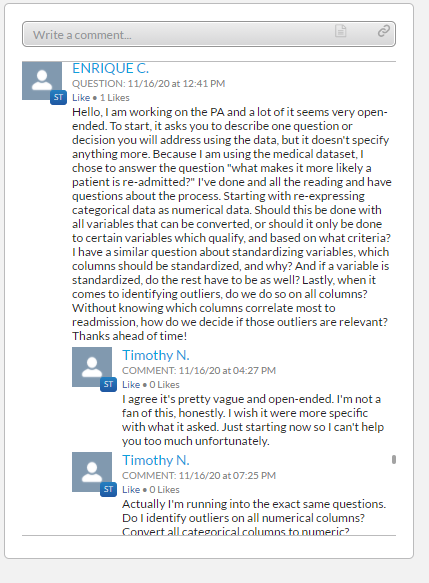 Write a comment...
ENRIQUE C.
QUESTION: 11/16/20 at 12:41 PM
ST
Like • 1 Likes
Hello, I am working on the PA and a lot of it seems very open-
ended. To start, it asks you to describe one question or
decision you will address using the data, but it doesn't specify
anything more. Because I am using the medical dataset, I
chose to answer the question "what makes it more likely a
patient is re-admitted?" I've done and all the reading and have
questions about the process. Starting with re-expressing
categorical data as numerical data. Should this be done with
all variables that can be converted, or should it only be done
to certain variables which qualify, and based on what criteria?
I have a similar question about standardizing variables, which
columns should be standardized, and why? And if a variable is
standardized, do the rest have to be as well? Lastly, when it
comes to identifying outliers, do we do so on all columns?
Without knowing which columns correlate most to
readmission, how do we decide if those outliers are relevant?
Thanks ahead of time!
Timothy N.
COMMENT: 11/16/20 at 04:27 PM
ST
Like • 0 Likes
I agree it's pretty vague and open-ended. I'm not a
fan of this, honestly. I wish it were more specific
with what it asked. Just starting now so I can't help
you too much unfortunately.
Timothy N.
COMMENT: 11/16/20 at 07:25 PM
ST
Like • 0 Likes
Actually I'm running into the exact same questions.
Do I identify outliers on all numerical columns?
Convert all categorical columns to numeric?